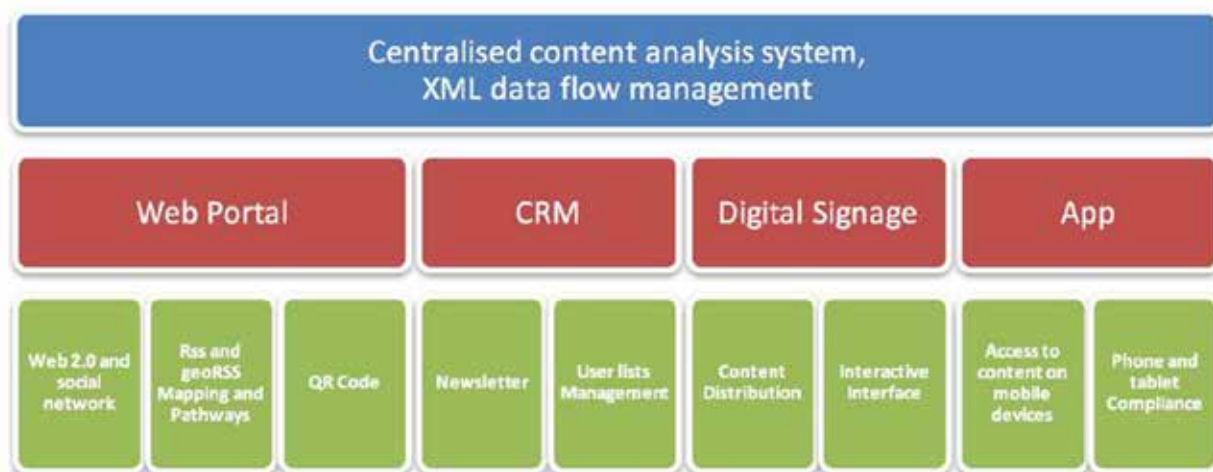 Centralised content analysis system,
XML data flow management
Web Portal
CRM
Digital Signage
App
Web 2.0 and
social
network
Rss and
geoRSS
Mapping and
Pathways
QR Code
Newsletter
User lists
Management
Content
Distribution
Interactive
Interface
Access to
content on
mobile
devices
Phone and
tablet
Compliance